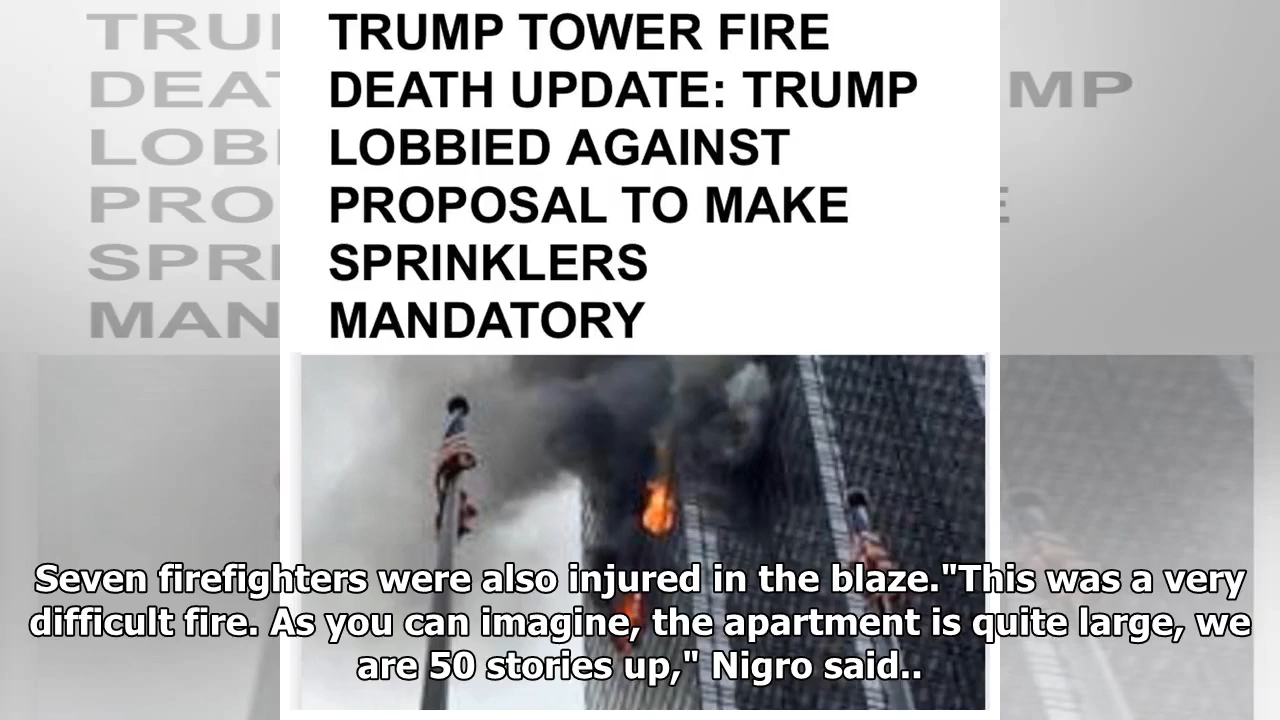 TRUMP TOWER FIRE
DEATH UPDATE: TRUMP
LOBBIED AGAINST
PROPOSAL TO MAKE
SPRINKLERS
MANDATORY
Seven firefighters were also injured in the blaze."This was a very
difficult fire. As you can imagine, the apartment is quite large, we
are 50 stories up," Nigro said..